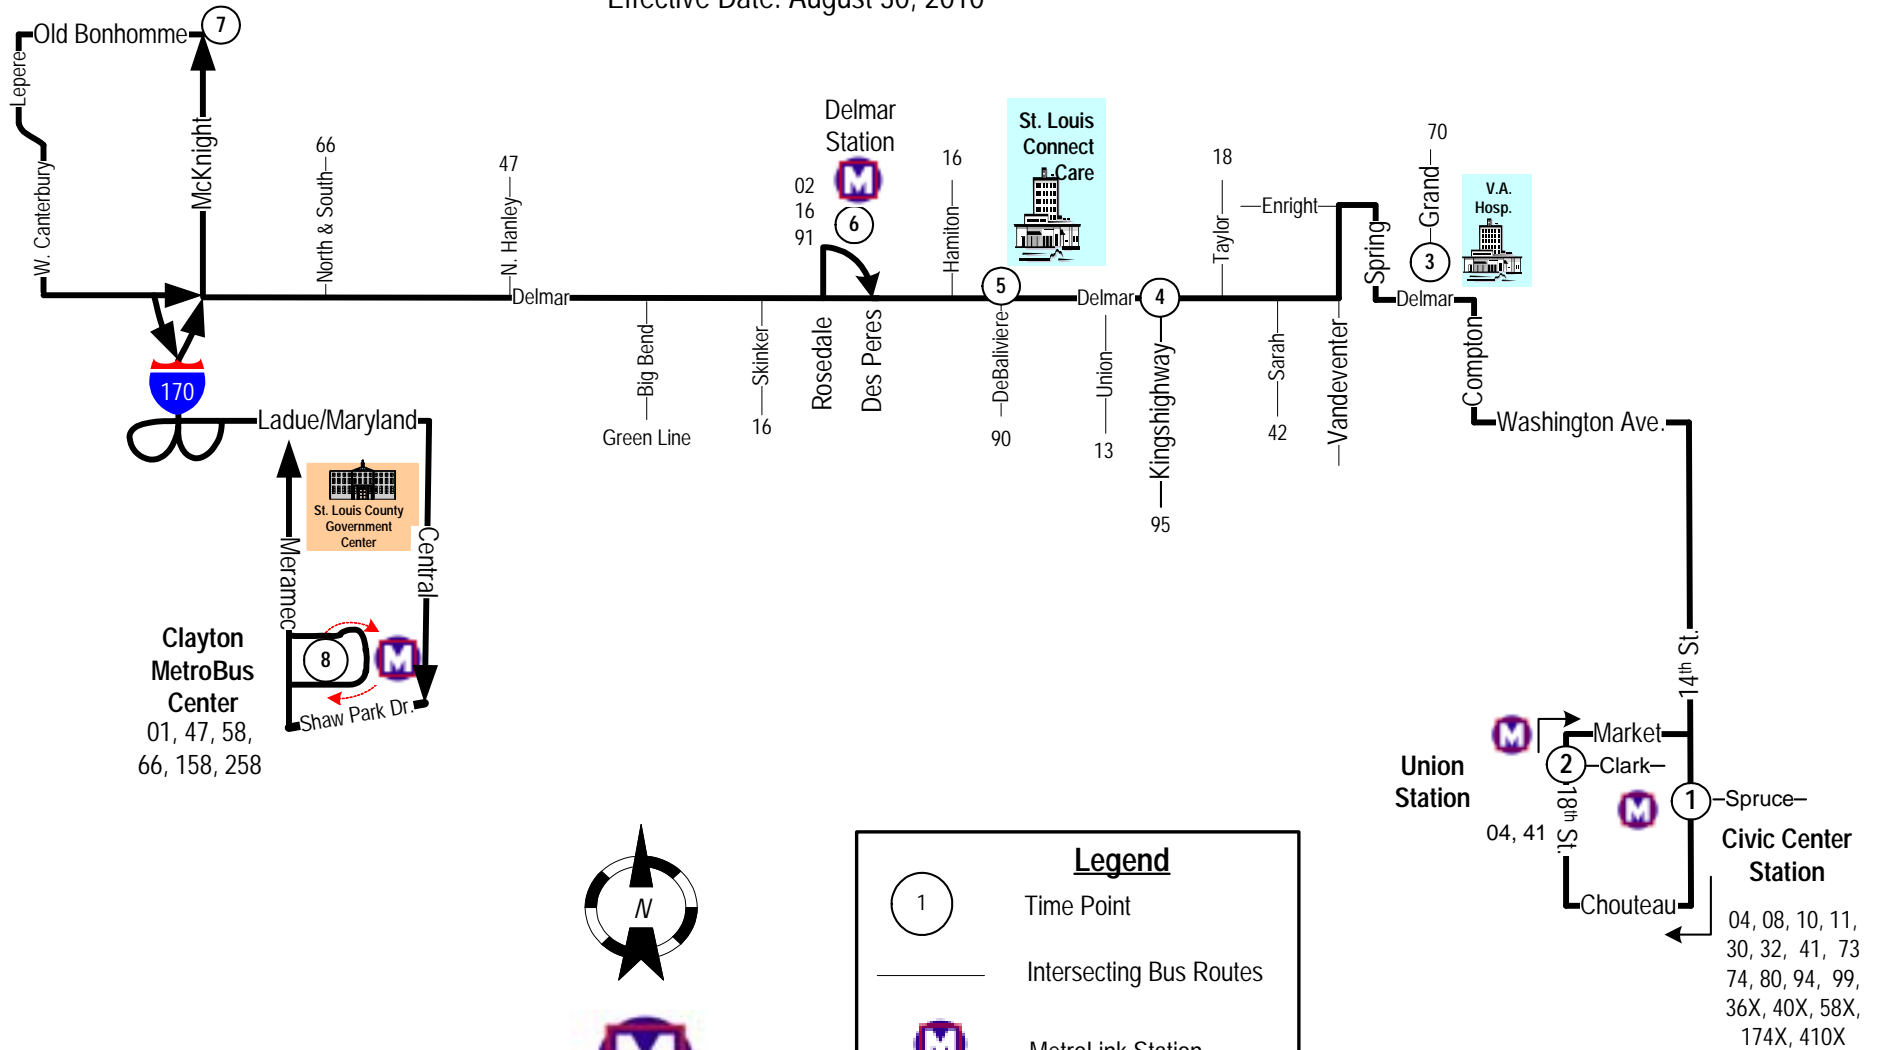 Effective Date: August 30, 2010
Old Bonhomme
7
Lepere
W. Canterbury
McKnight
66
North & South
47
N. Hanley
Delmar
Big Bend
Green Line
Skinker
16
Delmar
Station
02
16
91
6
Rosedale
Des Peres
16
Hamiton
St. Louis
Connect
Care
5
DeBaliviere
90
Delmar
Union
13
4
Kingshighway
95
18
Taylor
Sarah
42
Enright
Vandeventer
Spring
70
Grand
3
V.A.
Hosp.
Delmar
Compton
Washington Ave.
14th St.
170
Ladue/Maryland
St. Louis County
Government
Center
Meramec
Central
8
Shaw Park Dr.
Clayton
MetroBus
Center
01, 47, 58,
66, 158, 258
Market
2
Clark
Union
Station
04, 41
18th St.
1
Spruce
Civic Center
Station
Chouteau
04, 08, 10, 11,
30, 32, 41, 73
74, 80, 94, 99,
36X, 40X, 58X,
174X, 410X
N
Legend
1
Time Point
Intersecting Bus Routes
MetroLink Station